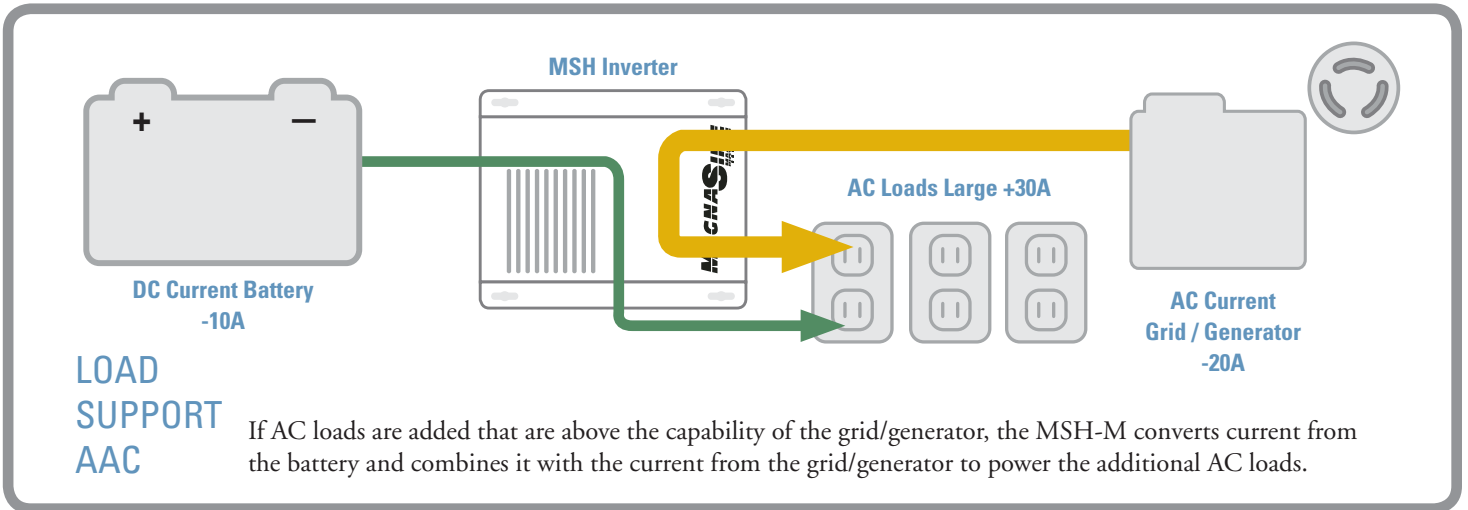 MSH Inverter
+
—
MAGNASINE
AC Loads Large +30A
DC Current Battery
-10A
AC Current
Grid / Generator
-20A
LOAD
SUPPORT
AAC
If AC loads are added that are above the capability of the grid/generator, the MSH-M converts current from
the battery and combines it with the current from the grid/generator to power the additional AC loads.